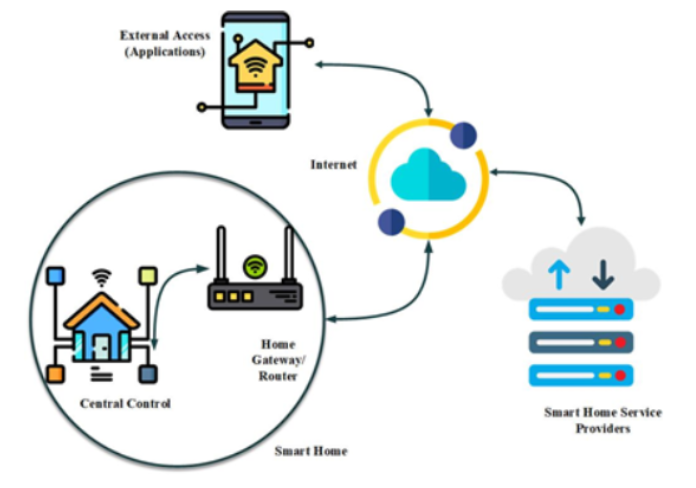 External Access
(Applications)
Internet
Home
Gateway/
Router
Central Control
Smart Home
Smart Home Service
Providers